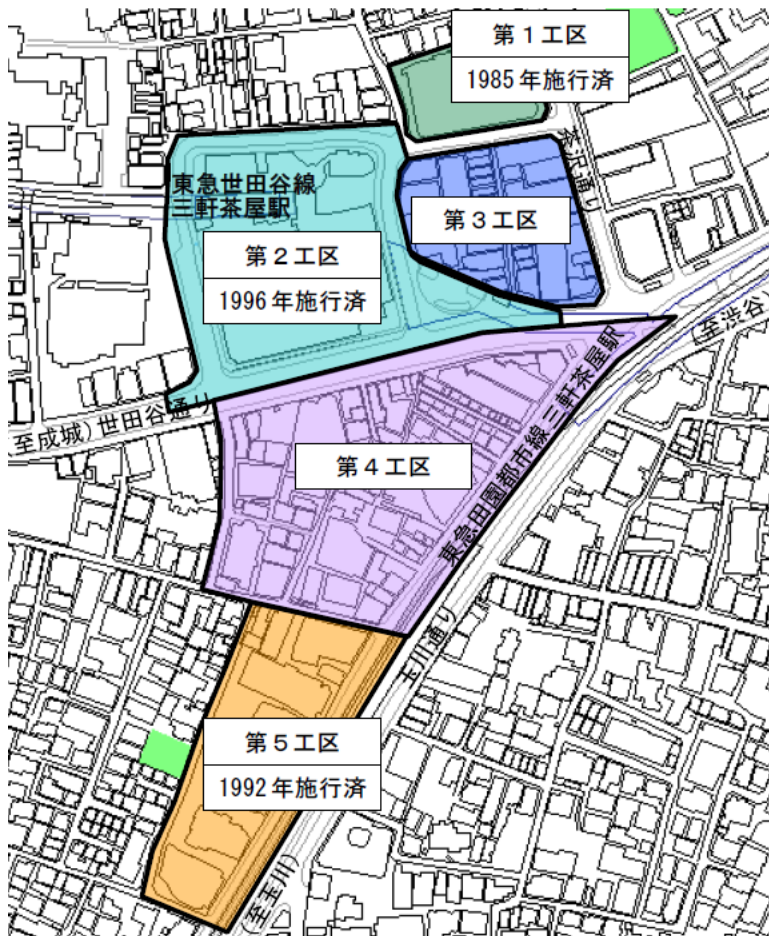 第1工区
1985年施行済
茶沢通り
東急世田谷線
三軒茶屋駅
第3工区
第2工区
1996年施行済
(至渋谷)
東急田園都市線三軒茶屋駅
(至成城)世田谷通り
第4工区
玉川通り
第5工区
1992年施行済
(至玉川)